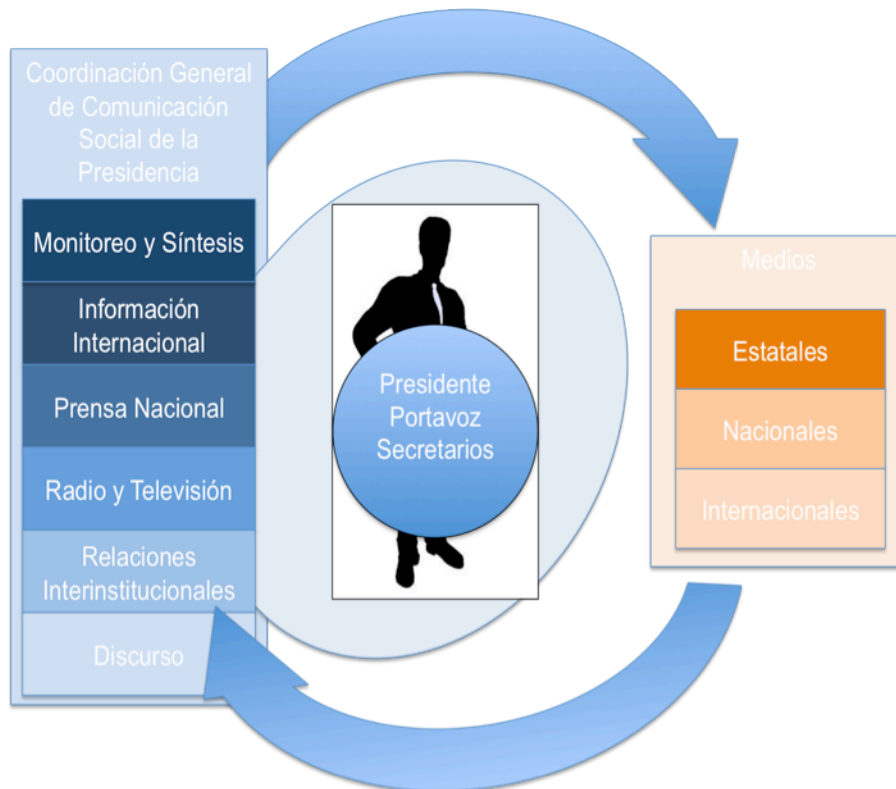 Coordinación General
de Comunicación
Social de la
Presidencia
Monitoreo y Síntesis
Información
Internacional
Prensa Nacional
Radio y Televisión
Relaciones
Interinstitucionales
Discurso
Presidente
Portavoz
Secretarios
Medios
Estatales
Nacionales
Internacionales